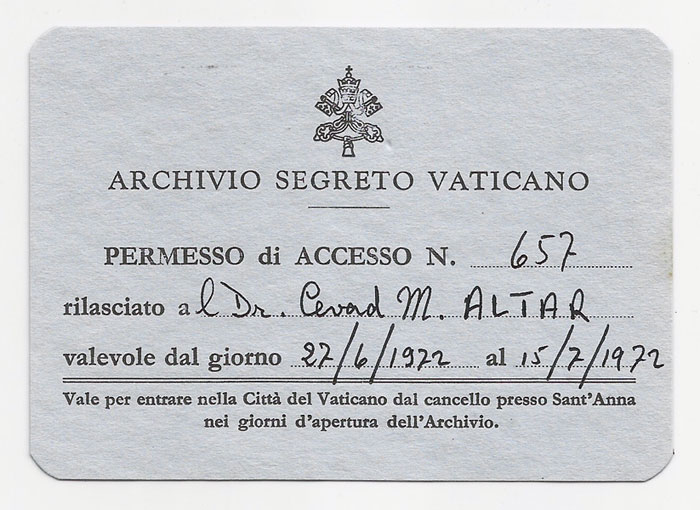 ARCHIVIO SEGRETO VATICANO
PERMESSO di ACCESSO N. 657
rilasciato al Dr. Cevad M. ALTAR
valevole dal giorno 27/6/1972 al 15/7/1972
Vale per entrare nella Città del Vaticano dal cancello presso Sant'Anna
nei giorni d'apertura dell'Archivio.